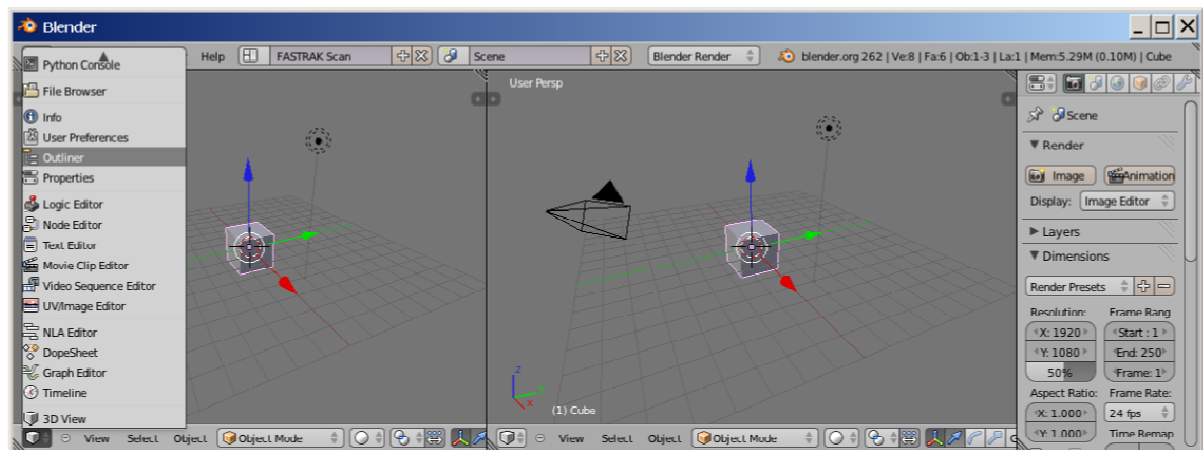 Blender
Help FASTRAK Scan Scene Blender Render blender.org 262 | Ve:8 | Fa:6 | Ob:1-3 | La:1 | Mem:5.29M (0.10M) | Cube
Python Console
File Browser
Info
User Preferences
Outliner
Properties
Logic Editor
Node Editor
Text Editor
Movie Clip Editor
Video Sequence Editor
UV/Image Editor
NLA Editor
DopeSheet
Graph Editor
Timeline
3D View
View Select Object Object Mode
User Persp
Z
X
(1) Cube
View Select Object Object Mode
Scene
Render
Image Animation
Display: Image Editor
Layers
Dimensions
Render Presets
Resolution: Frame Rang
X: 1920 Start : 1
Y: 1080 End: 250
50% Frame: 1
Aspect Ratio: Frame Rate:
X: 1.000 24 fps
Y: 1.000 Time Remap